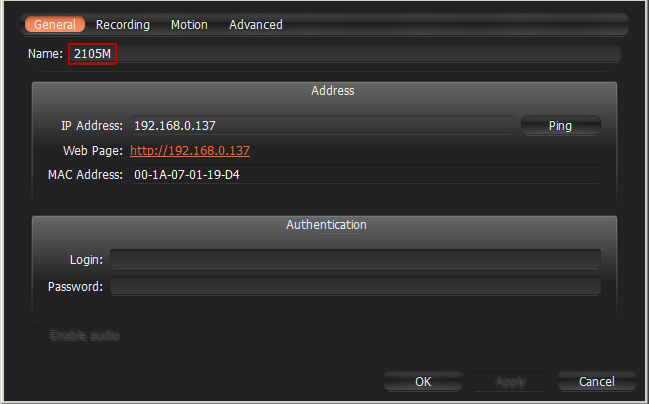 General Recording Motion Advanced
Name: 2105M
Address
IP Address: 192.168.0.137 Ping
Web Page: http://192.168.0.137
MAC Address: 00-1A-07-01-19-D4
Authentication
Login:
Password:
Enable audio
OK Apply Cancel